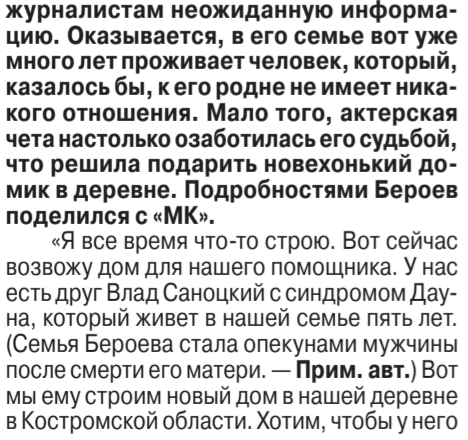 журналистам неожиданную информа-
цию. Оказывается, в его семье вот уже
много лет проживает человек, который,
казалось бы, к его родне не имеет ника-
кого отношения. Мало того, актерская
чета настолько озаботилась его судьбой,
что решила подарить новехонький до-
мик в деревне. Подробностями Бероев
поделился с «МК».
«Я все время что-то строю. Вот сейчас
возвожу дом для нашего помощника. У нас
есть друг Влад Саноцкий с синдромом Дау-
на, который живет в нашей семье пять лет.
(Семья Бероева стала опекунами мужчины
после смерти его матери. — Прим. авт.) Вот
мы ему строим новый дом в нашей деревне
в Костромской области. Хотим, чтобы у него